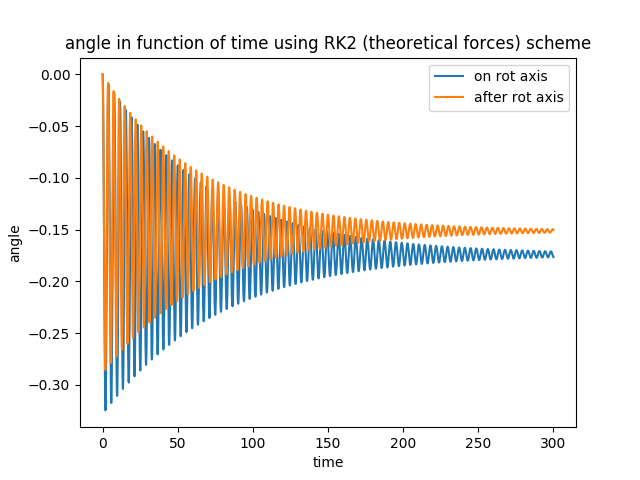 angle in function of time using RK2 (theoretical forces) scheme
on rot axis
after rot axis
0.00
−0.05
−0.10
−0.15
−0.20
−0.25
−0.30
angle
0 50 100 150 200 250 300
time